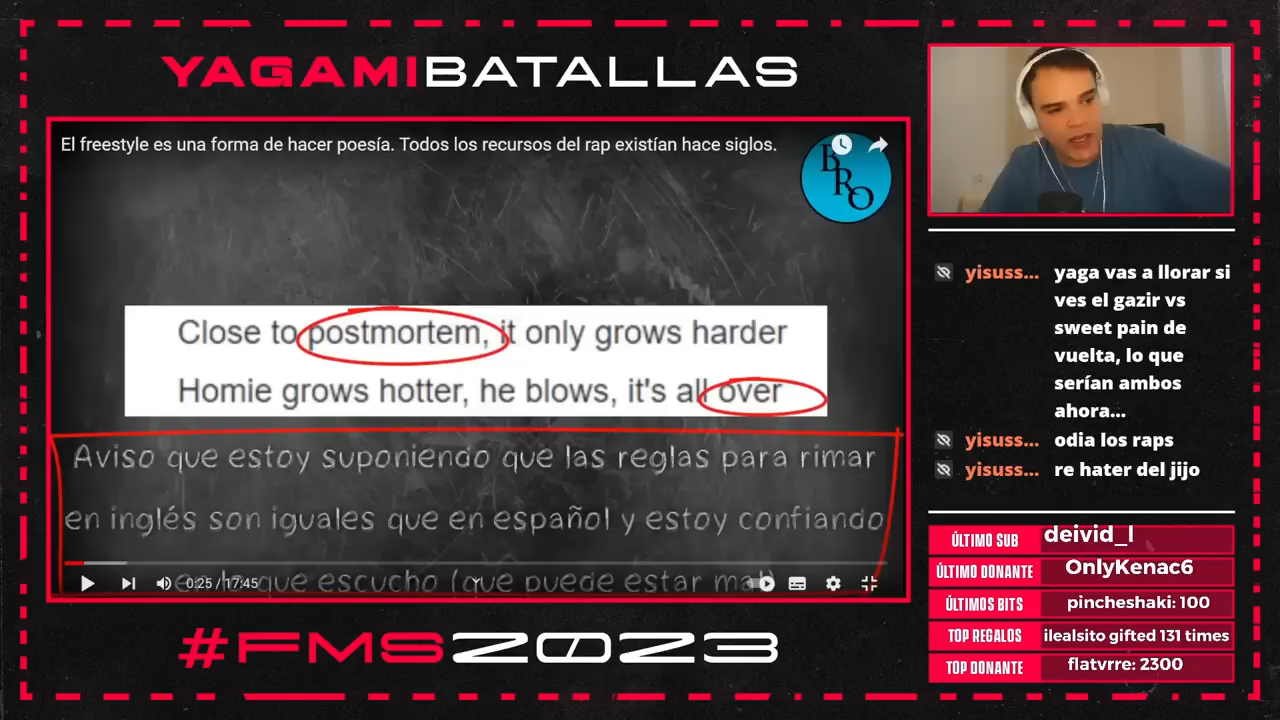 YAGAMIBATALLAS
El freestyle es una forma de hacer poesía. Todos los recursos del rap existían hace siglos.
BRO
Close to postmortem, it only grows harder
Homie grows hotter, he blows, it's all over
Aviso que estoy suponiendo que las reglas para rimar
en inglés son iguales que en español y estoy confiando
en lo que escucho (que puede estar mal)
0:25 / 17:45
#FMS2023
yisuss... yaga vas a llorar si
ves el gazir vs
sweet pain de
vuelta, lo que
serían ambos
ahora...
yisuss... odia los raps
yisuss... re hater del jijo
ÚLTIMO SUB deivid_l
ÚLTIMO DONANTE OnlyKenac6
ÚLTIMOS BITS pincheshaki: 100
TOP REGALOS ilealsito gifted 131 times
TOP DONANTE flatvrre: 2300